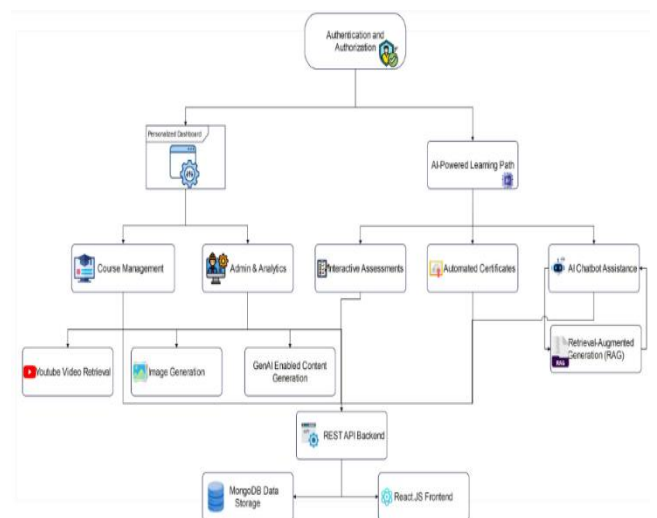 Authentication and
Authorization
Personalized Dashboard
AI-Powered Learning Path
Course Management
Admin & Analytics
Interactive Assessments
Automated Certificates
AI Chatbot Assistance
Youtube Video Retrieval
Image Generation
GenAI Enabled Content
Generation
Retrieval-Augmented
Generation (RAG)
RAG
REST API Backend
MongoDB Data
Storage
React.JS Frontend